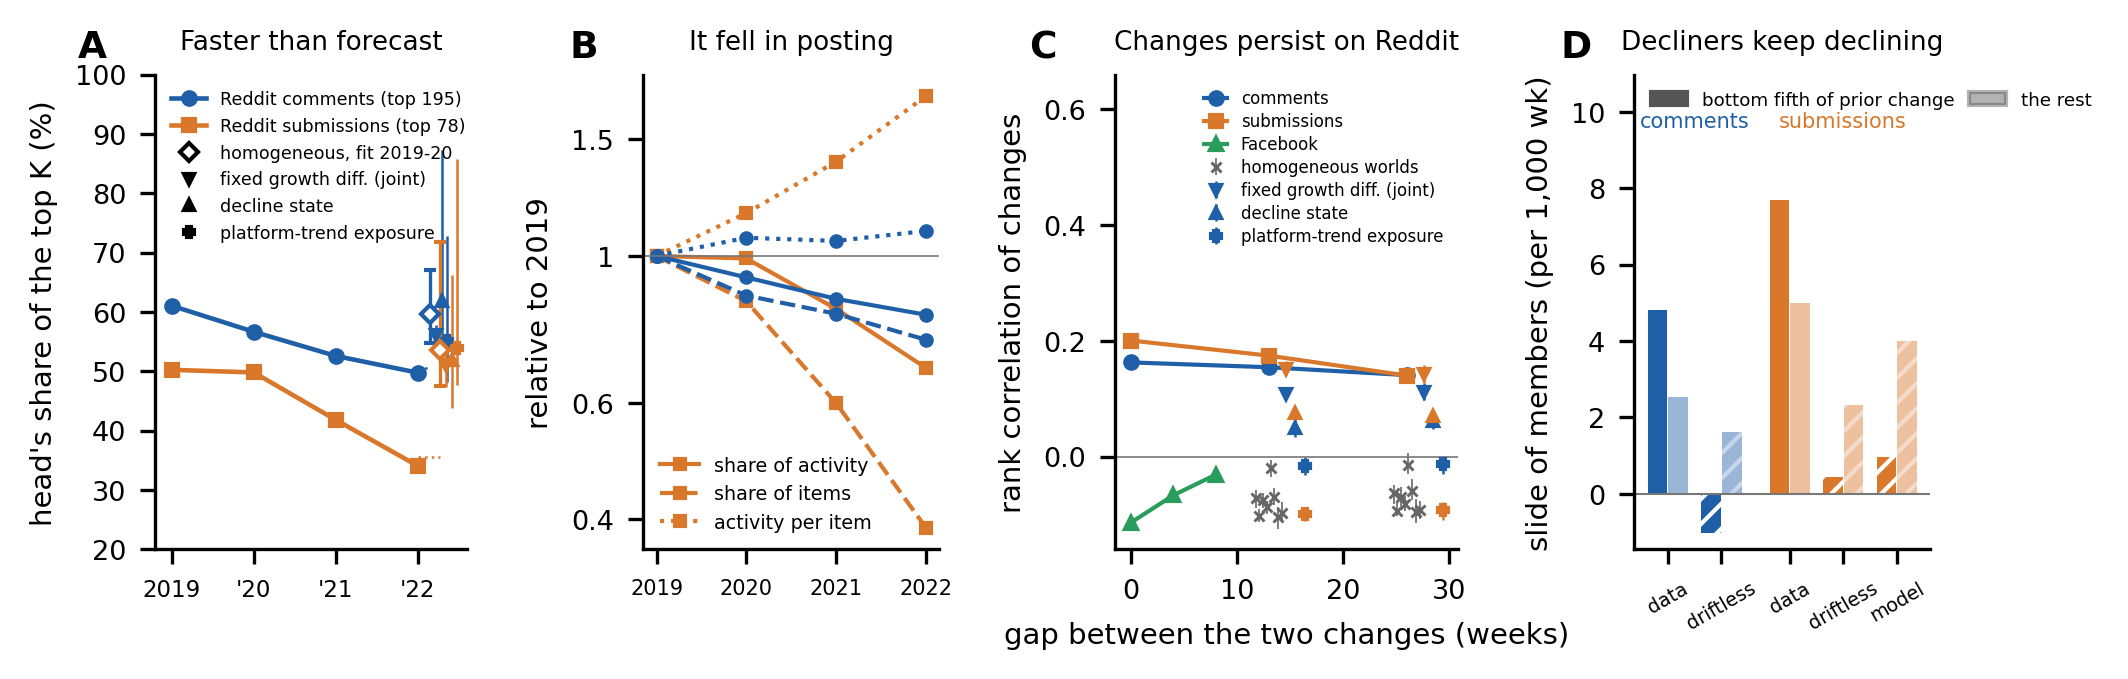 A
Faster than forecast
head's share of the top K (%)
100
90
80
70
60
50
40
30
20
Reddit comments (top 195)
Reddit submissions (top 78)
homogeneous, fit 2019-20
fixed growth diff. (joint)
decline state
platform-trend exposure
2019
'20
'21
'22
B
It fell in posting
relative to 2019
1.5
1
0.6
0.4
share of activity
share of items
activity per item
2019
2020
2021
2022
C
Changes persist on Reddit
rank correlation of changes
0.6
0.4
0.2
0.0
comments
submissions
Facebook
homogeneous worlds
fixed growth diff. (joint)
decline state
platform-trend exposure
0
10
20
30
gap between the two changes (weeks)
D
Decliners keep declining
slide of members (per 1,000 wk)
10
8
6
4
2
0
bottom fifth of prior change
the rest
comments
submissions
data
driftless
data
driftless
model